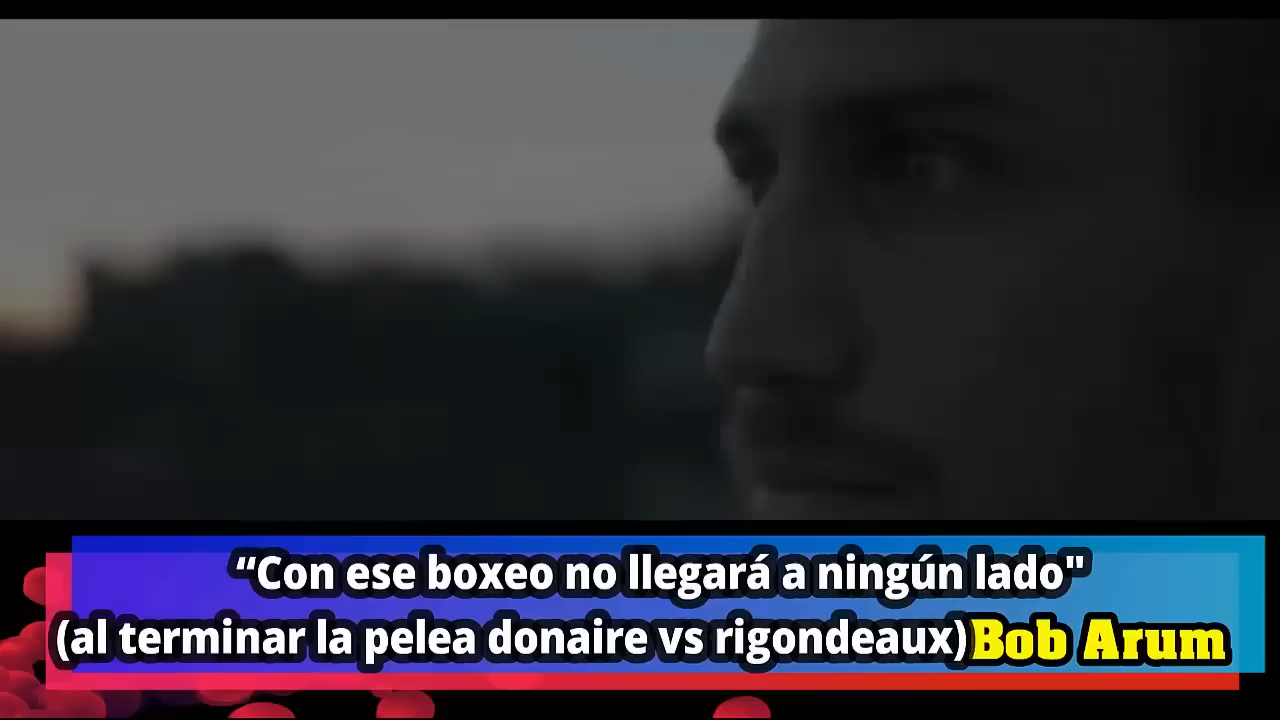 “Con ese boxeo no llegará a ningún lado"
(al terminar la pelea donaire vs rigondeaux) Bob Arum